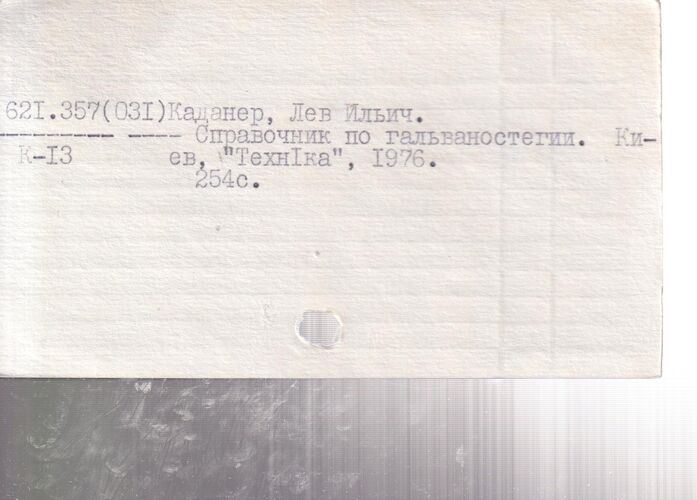 621.357(031)Каданер, Лев Ильич.
--------- ---- Справочник по гальваностегии. Ки-
К-13 ев, "ТехнIка", 1976.
254с.